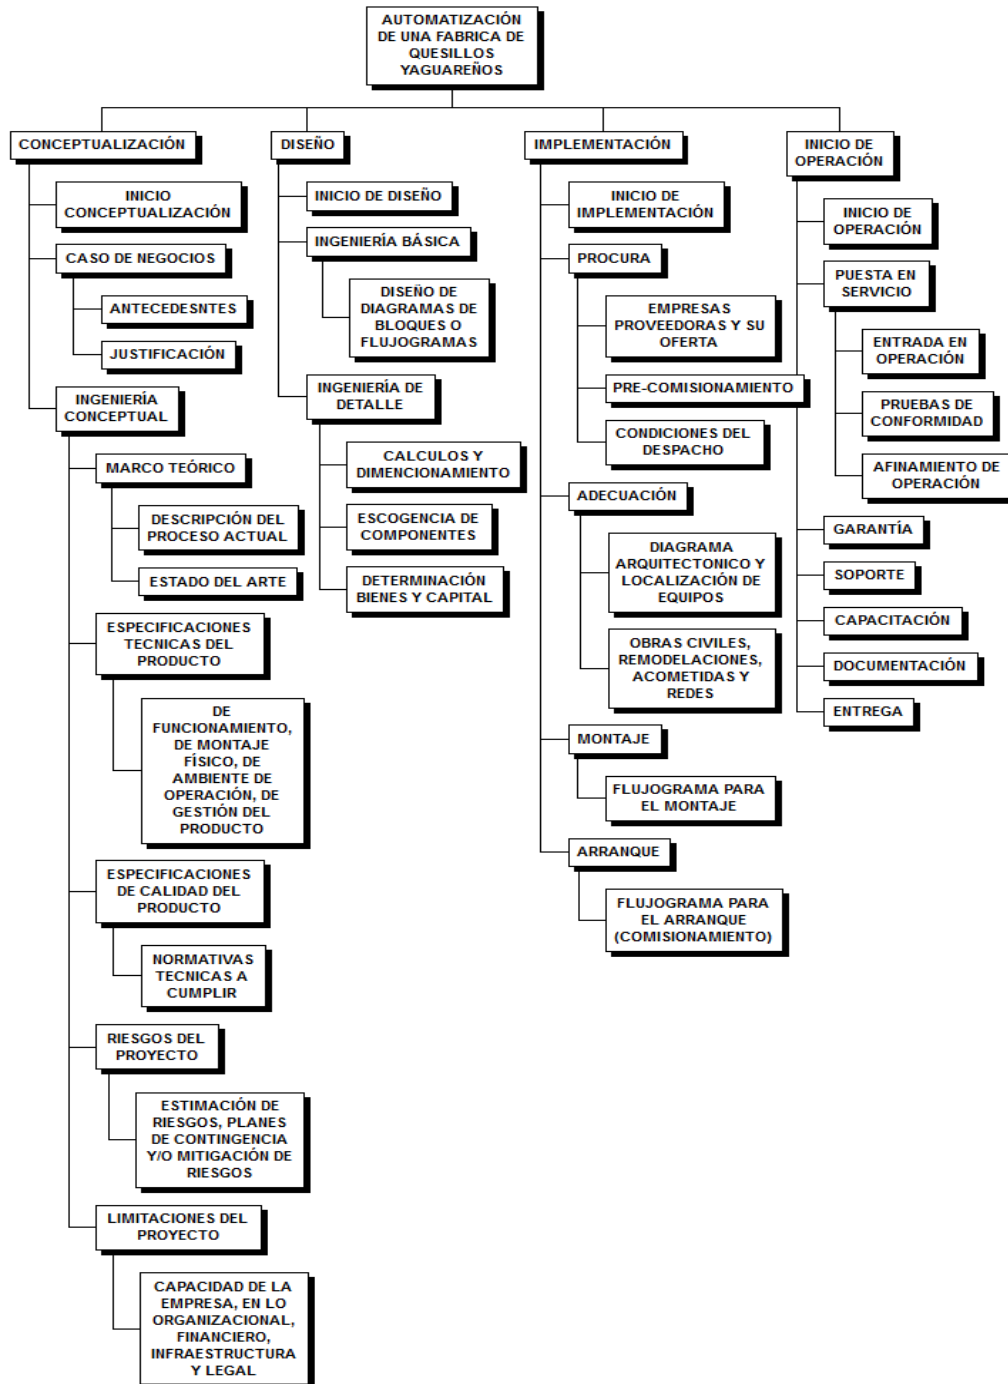 AUTOMATIZACIÓN
DE UNA FABRICA DE
QUESILLOS
YAGUAREÑOS
CONCEPTUALIZACIÓN
INICIO
CONCEPTUALIZACIÓN
CASO DE NEGOCIOS
ANTECEDESNTES
JUSTIFICACIÓN
INGENIERÍA
CONCEPTUAL
MARCO TEÓRICO
DESCRIPCIÓN DEL
PROCESO ACTUAL
ESTADO DEL ARTE
ESPECIFICACIONES
TECNICAS DEL
PRODUCTO
DE
FUNCIONAMIENTO,
DE MONTAJE
FÍSICO, DE
AMBIENTE DE
OPERACIÓN, DE
GESTIÓN DEL
PRODUCTO
ESPECIFICACIONES
DE CALIDAD DEL
PRODUCTO
NORMATIVAS
TECNICAS A
CUMPLIR
RIESGOS DEL
PROYECTO
ESTIMACIÓN DE
RIESGOS, PLANES
DE CONTINGENCIA
Y/O MITIGACIÓN DE
RIESGOS
LIMITACIONES DEL
PROYECTO
CAPACIDAD DE LA
EMPRESA, EN LO
ORGANIZACIONAL,
FINANCIERO,
INFRAESTRUCTURA
Y LEGAL
DISEÑO
INICIO DE DISEÑO
INGENIERÍA BÁSICA
DISEÑO DE
DIAGRAMAS DE
BLOQUES O
FLUJOGRAMAS
INGENIERÍA DE
DETALLE
CALCULOS Y
DIMENCIONAMIENTO
ESCOGENCIA DE
COMPONENTES
DETERMINACIÓN
BIENES Y CAPITAL
IMPLEMENTACIÓN
INICIO DE
IMPLEMENTACIÓN
PROCURA
EMPRESAS
PROVEEDORAS Y SU
OFERTA
PRE-COMISIONAMIENTO
CONDICIONES DEL
DESPACHO
ADECUACIÓN
DIAGRAMA
ARQUITECTONICO Y
LOCALIZACIÓN DE
EQUIPOS
OBRAS CIVILES,
REMODELACIONES,
ACOMETIDAS Y
REDES
MONTAJE
FLUJOGRAMA PARA
EL MONTAJE
ARRANQUE
FLUJOGRAMA PARA
EL ARRANQUE
(COMISIONAMIENTO)
INICIO DE
OPERACIÓN
INICIO DE
OPERACIÓN
PUESTA EN
SERVICIO
ENTRADA EN
OPERACIÓN
PRUEBAS DE
CONFORMIDAD
AFINAMIENTO DE
OPERACIÓN
GARANTÍA
SOPORTE
CAPACITACIÓN
DOCUMENTACIÓN
ENTREGA